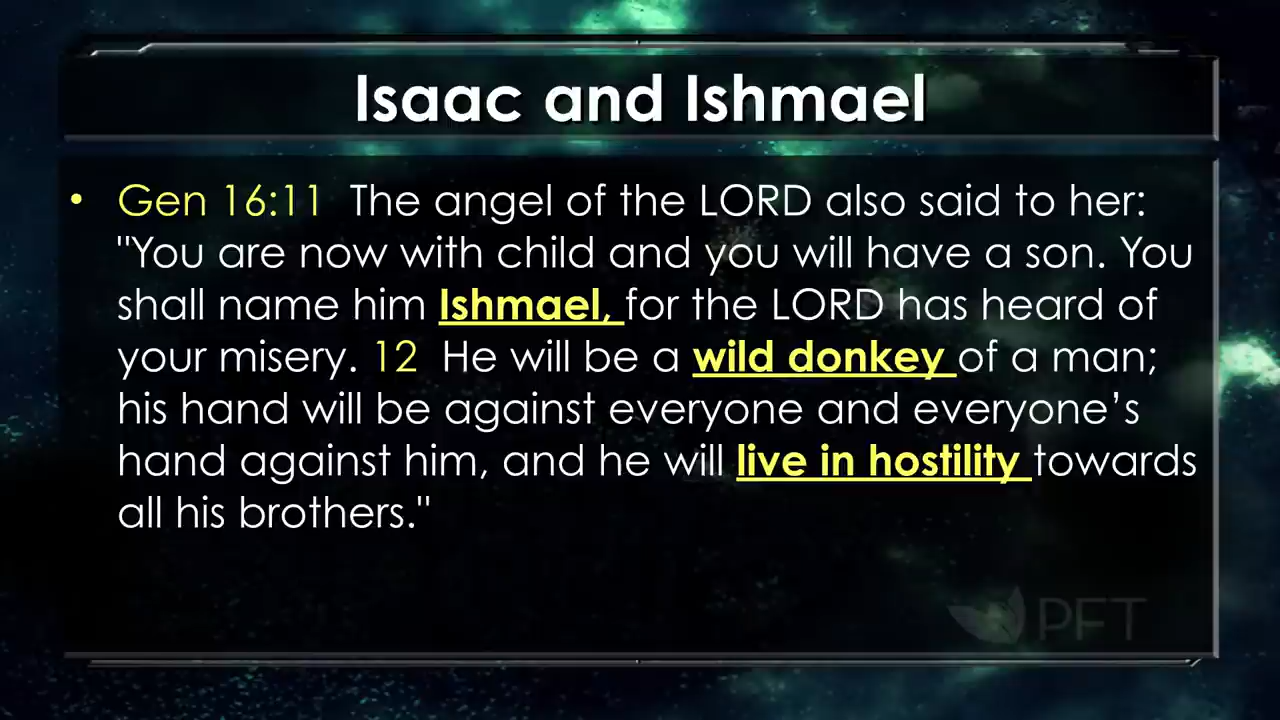 Isaac and Ishmael
• Gen 16:11 The angel of the LORD also said to her:
"You are now with child and you will have a son. You
shall name him Ishmael, for the LORD has heard of
your misery. 12 He will be a wild donkey of a man;
his hand will be against everyone and everyone’s
hand against him, and he will live in hostility towards
all his brothers."
PFT